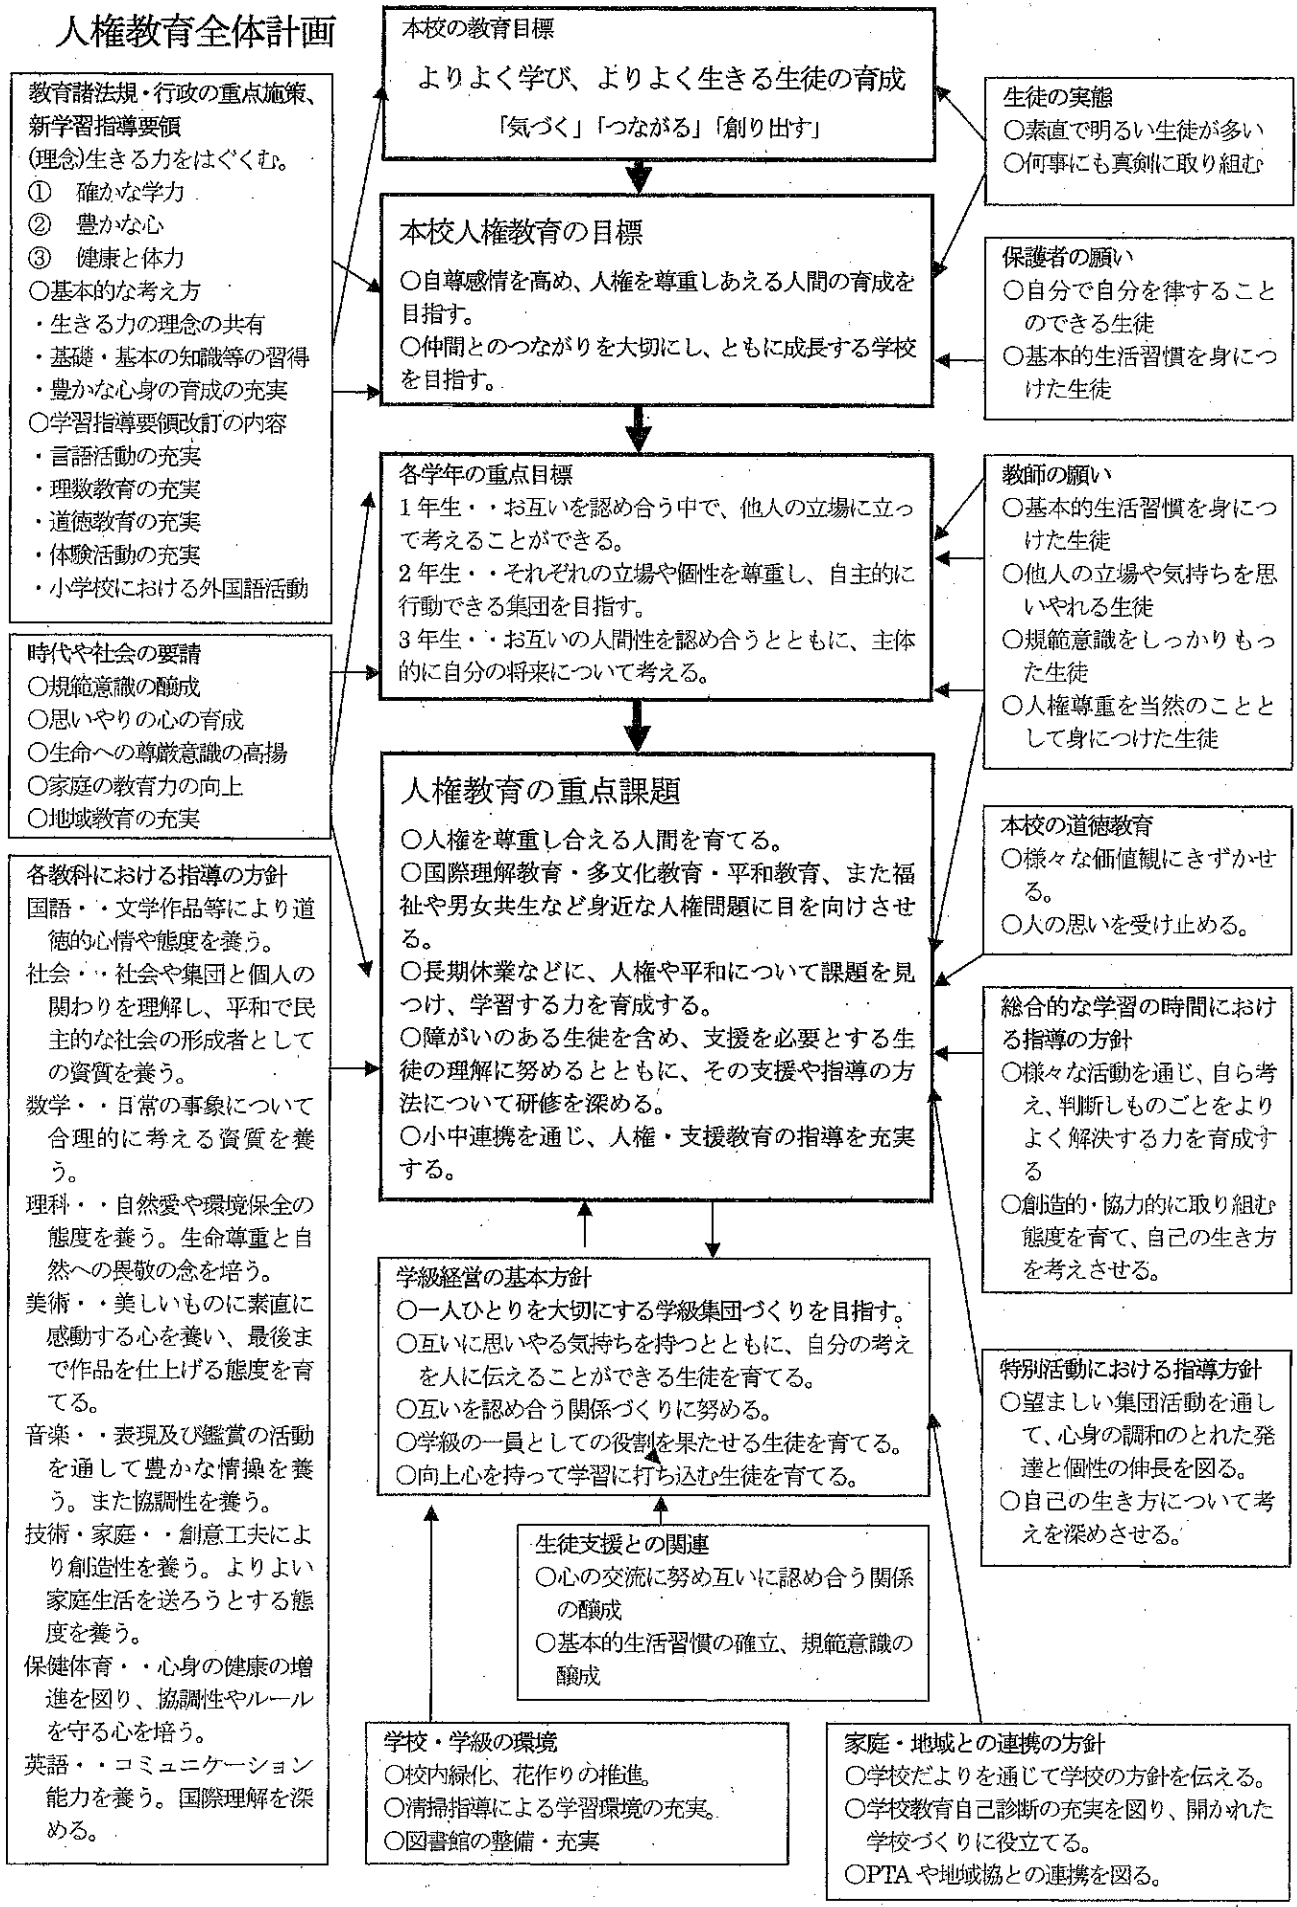 人権教育全体計画
本校の教育目標
よりよく学び、よりよく生きる生徒の育成
「気づく」「つながる」「創り出す」
教育諸法規・行政の重点施策、
新学習指導要領
(理念)生きる力をはぐくむ。
① 確かな学力
② 豊かな心
③ 健康と体力
○基本的な考え方
・生きる力の理念の共有
・基礎・基本の知識等の習得
・豊かな心身の育成の充実
○学習指導要領改訂の内容
・言語活動の充実
・理数教育の充実
・道徳教育の充実
・体験活動の充実
・小学校における外国語活動
時代や社会の要請
○規範意識の醸成
○思いやりの心の育成
○生命への尊厳意識の高揚
○家庭の教育力の向上
○地域教育の充実
各教科における指導の方針
国語・・文学作品等により道
徳的心情や態度を養う。
社会・・社会や集団と個人の
関わりを理解し、平和で民
主的な社会の形成者として
の資質を養う。
数学・・日常の事象について
合理的に考える資質を養
う。
理科・・自然愛や環境保全の
態度を養う。生命尊重と自
然への畏敬の念を培う。
美術・・美しいものに素直に
感動する心を養い、最後ま
で作品を仕上げる態度を育
てる。
音楽・・表現及び鑑賞の活動
を通して豊かな情操を養
う。また協調性を養う。
技術・家庭・・創意工夫によ
り創造性を養う。よりよい
家庭生活を送ろうとする態
度を養う。
保健体育・・心身の健康の増
進を図り、協調性やルール
を守る心を培う。
英語・・コミュニケーション
能力を養う。国際理解を深
める。
本校人権教育の目標
○自尊感情を高め、人権を尊重しあえる人間の育成を
目指す。
○仲間とのつながりを大切にし、ともに成長する学校
を目指す。
各学年の重点目標
1年生・・お互いを認め合う中で、他人の立場に立っ
て考えることができる。
2年生・・それぞれの立場や個性を尊重し、自主的に
行動できる集団を目指す。
3年生・・お互いの人間性を認め合うとともに、主体
的に自分の将来について考える。
人権教育の重点課題
○人権を尊重し合える人間を育てる。
○国際理解教育・多文化教育・平和教育、また福
祉や男女共生など身近な人権問題に目を向けさせ
る。
○長期休業などに、人権や平和について課題を見
つけ、学習する力を育成する。
○障がいのある生徒を含め、支援を必要とする生
徒の理解に努めるとともに、その支援や指導の方
法について研修を深める。
○小中連携を通じ、人権・支援教育の指導を充実
する。
学級経営の基本方針
○一人ひとりを大切にする学級集団づくりを目指す。
○互いに思いやる気持ちを持つとともに、自分の考え
を人に伝えることができる生徒を育てる。
○互いを認め合う関係づくりに努める。
○学級の一員としての役割を果たせる生徒を育てる。
○向上心を持って学習に打ち込む生徒を育てる。
生徒支援との関連
○心の交流に努め互いに認め合う関係
の醸成
○基本的生活習慣の確立、規範意識の
醸成
学校・学級の環境
○校内緑化、花作りの推進。
○清掃指導による学習環境の充実。
○図書館の整備・充実
生徒の実態
○素直で明るい生徒が多い
○何事にも真剣に取り組む
保護者の願い
○自分で自分を律すること
のできる生徒
○基本的生活習慣を身につ
けた生徒
教師の願い
○基本的生活習慣を身につ
けた生徒
○他人の立場や気持ちを思
いやれる生徒
○規範意識をしっかりもっ
た生徒
○人権尊重を当然のことと
して身につけた生徒
本校の道徳教育
○様々な価値観にきずかせ
る。
○人の思いを受け止める。
総合的な学習の時間におけ
る指導の方針
○様々な活動を通じ、自ら考
え、判断しものごとをより
よく解決する力を育成す
る
○創造的・協力的に取り組む
態度を育て、自己の生き方
を考えさせる。
特別活動における指導方針
○望ましい集団活動を通し
て、心身の調和のとれた発
達と個性の伸長を図る。
○自己の生き方について考
えを深めさせる。
家庭・地域との連携の方針
○学校だよりを通じて学校の方針を伝える。
○学校教育自己診断の充実を図り、開かれた
学校づくりに役立てる。
○PTAや地域協との連携を図る。